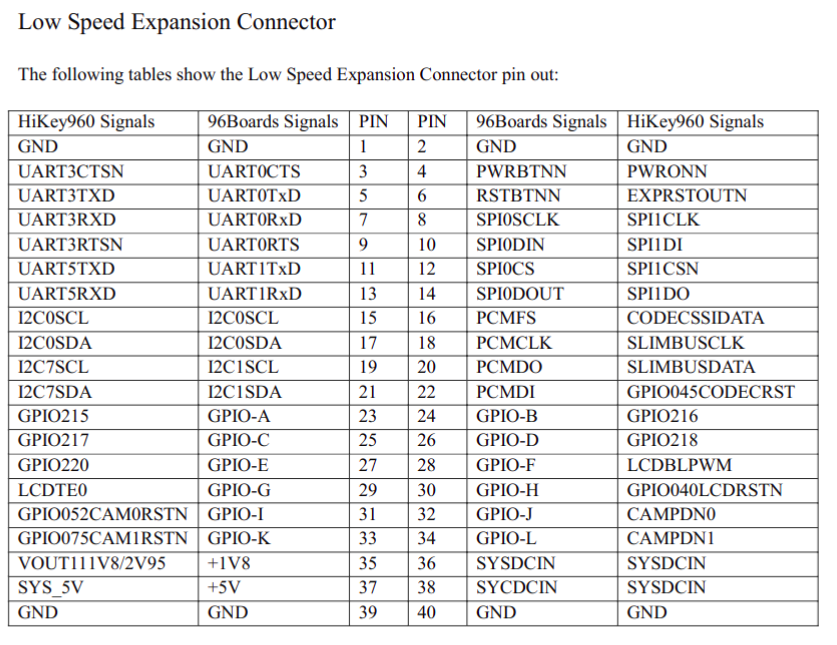 Low Speed Expansion Connector
The following tables show the Low Speed Expansion Connector pin out:
HiKey960 Signals 96Boards Signals PIN PIN 96Boards Signals HiKey960 Signals
GND GND 1 2 GND GND
UART3CTSN UART0CTS 3 4 PWRBTNN PWRONN
UART3TXD UART0TxD 5 6 RSTBTNN EXPRSTOUTN
UART3RXD UART0RxD 7 8 SPI0SCLK SPI1CLK
UART3RTSN UART0RTS 9 10 SPI0DIN SPI1DI
UART5TXD UART1TxD 11 12 SPI0CS SPI1CSN
UART5RXD UART1RxD 13 14 SPI0DOUT SPI1DO
I2C0SCL I2C0SCL 15 16 PCMFS CODECSSIDATA
I2C0SDA I2C0SDA 17 18 PCMCLK SLIMBUSCLK
I2C7SCL I2C1SCL 19 20 PCMDO SLIMBUSDATA
I2C7SDA I2C1SDA 21 22 PCMDI GPIO045CODECRST
GPIO215 GPIO-A 23 24 GPIO-B GPIO216
GPIO217 GPIO-C 25 26 GPIO-D GPIO218
GPIO220 GPIO-E 27 28 GPIO-F LCDBLPWM
LCDTE0 GPIO-G 29 30 GPIO-H GPIO040LCDRSTN
GPIO052CAM0RSTN GPIO-I 31 32 GPIO-J CAMPDN0
GPIO075CAM1RSTN GPIO-K 33 34 GPIO-L CAMPDN1
VOUT111V8/2V95 +1V8 35 36 SYSDCIN SYSDCIN
SYS_5V +5V 37 38 SYCDCIN SYSDCIN
GND GND 39 40 GND GND